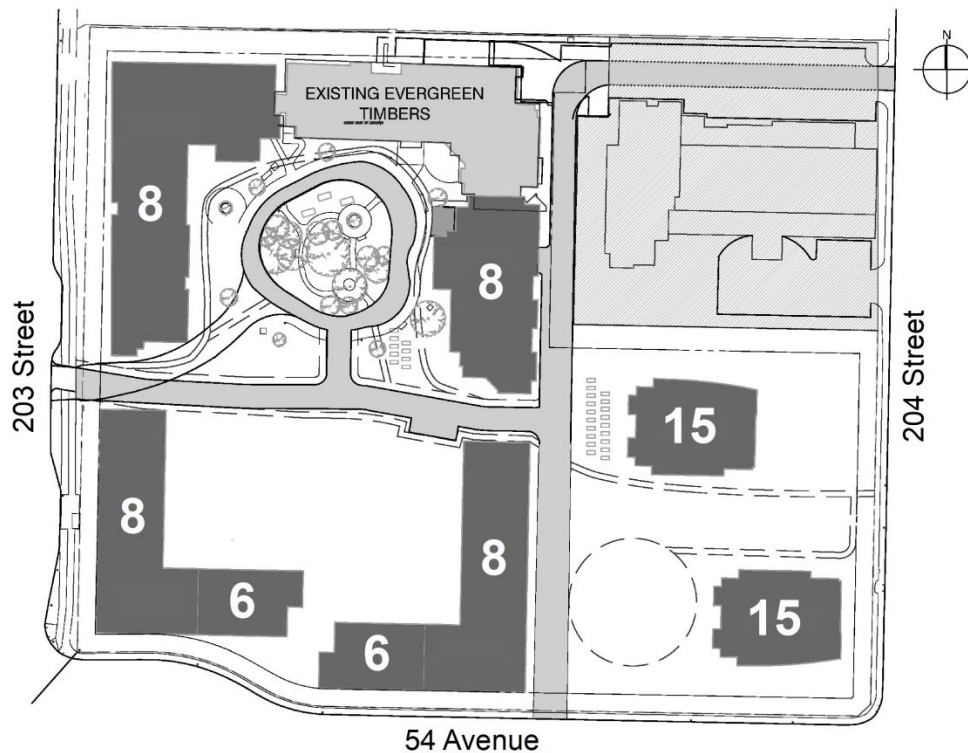 N
EXISTING EVERGREEN
TIMBERS
8
8
203 Street
204 Street
15
8
8
6
15
6
54 Avenue